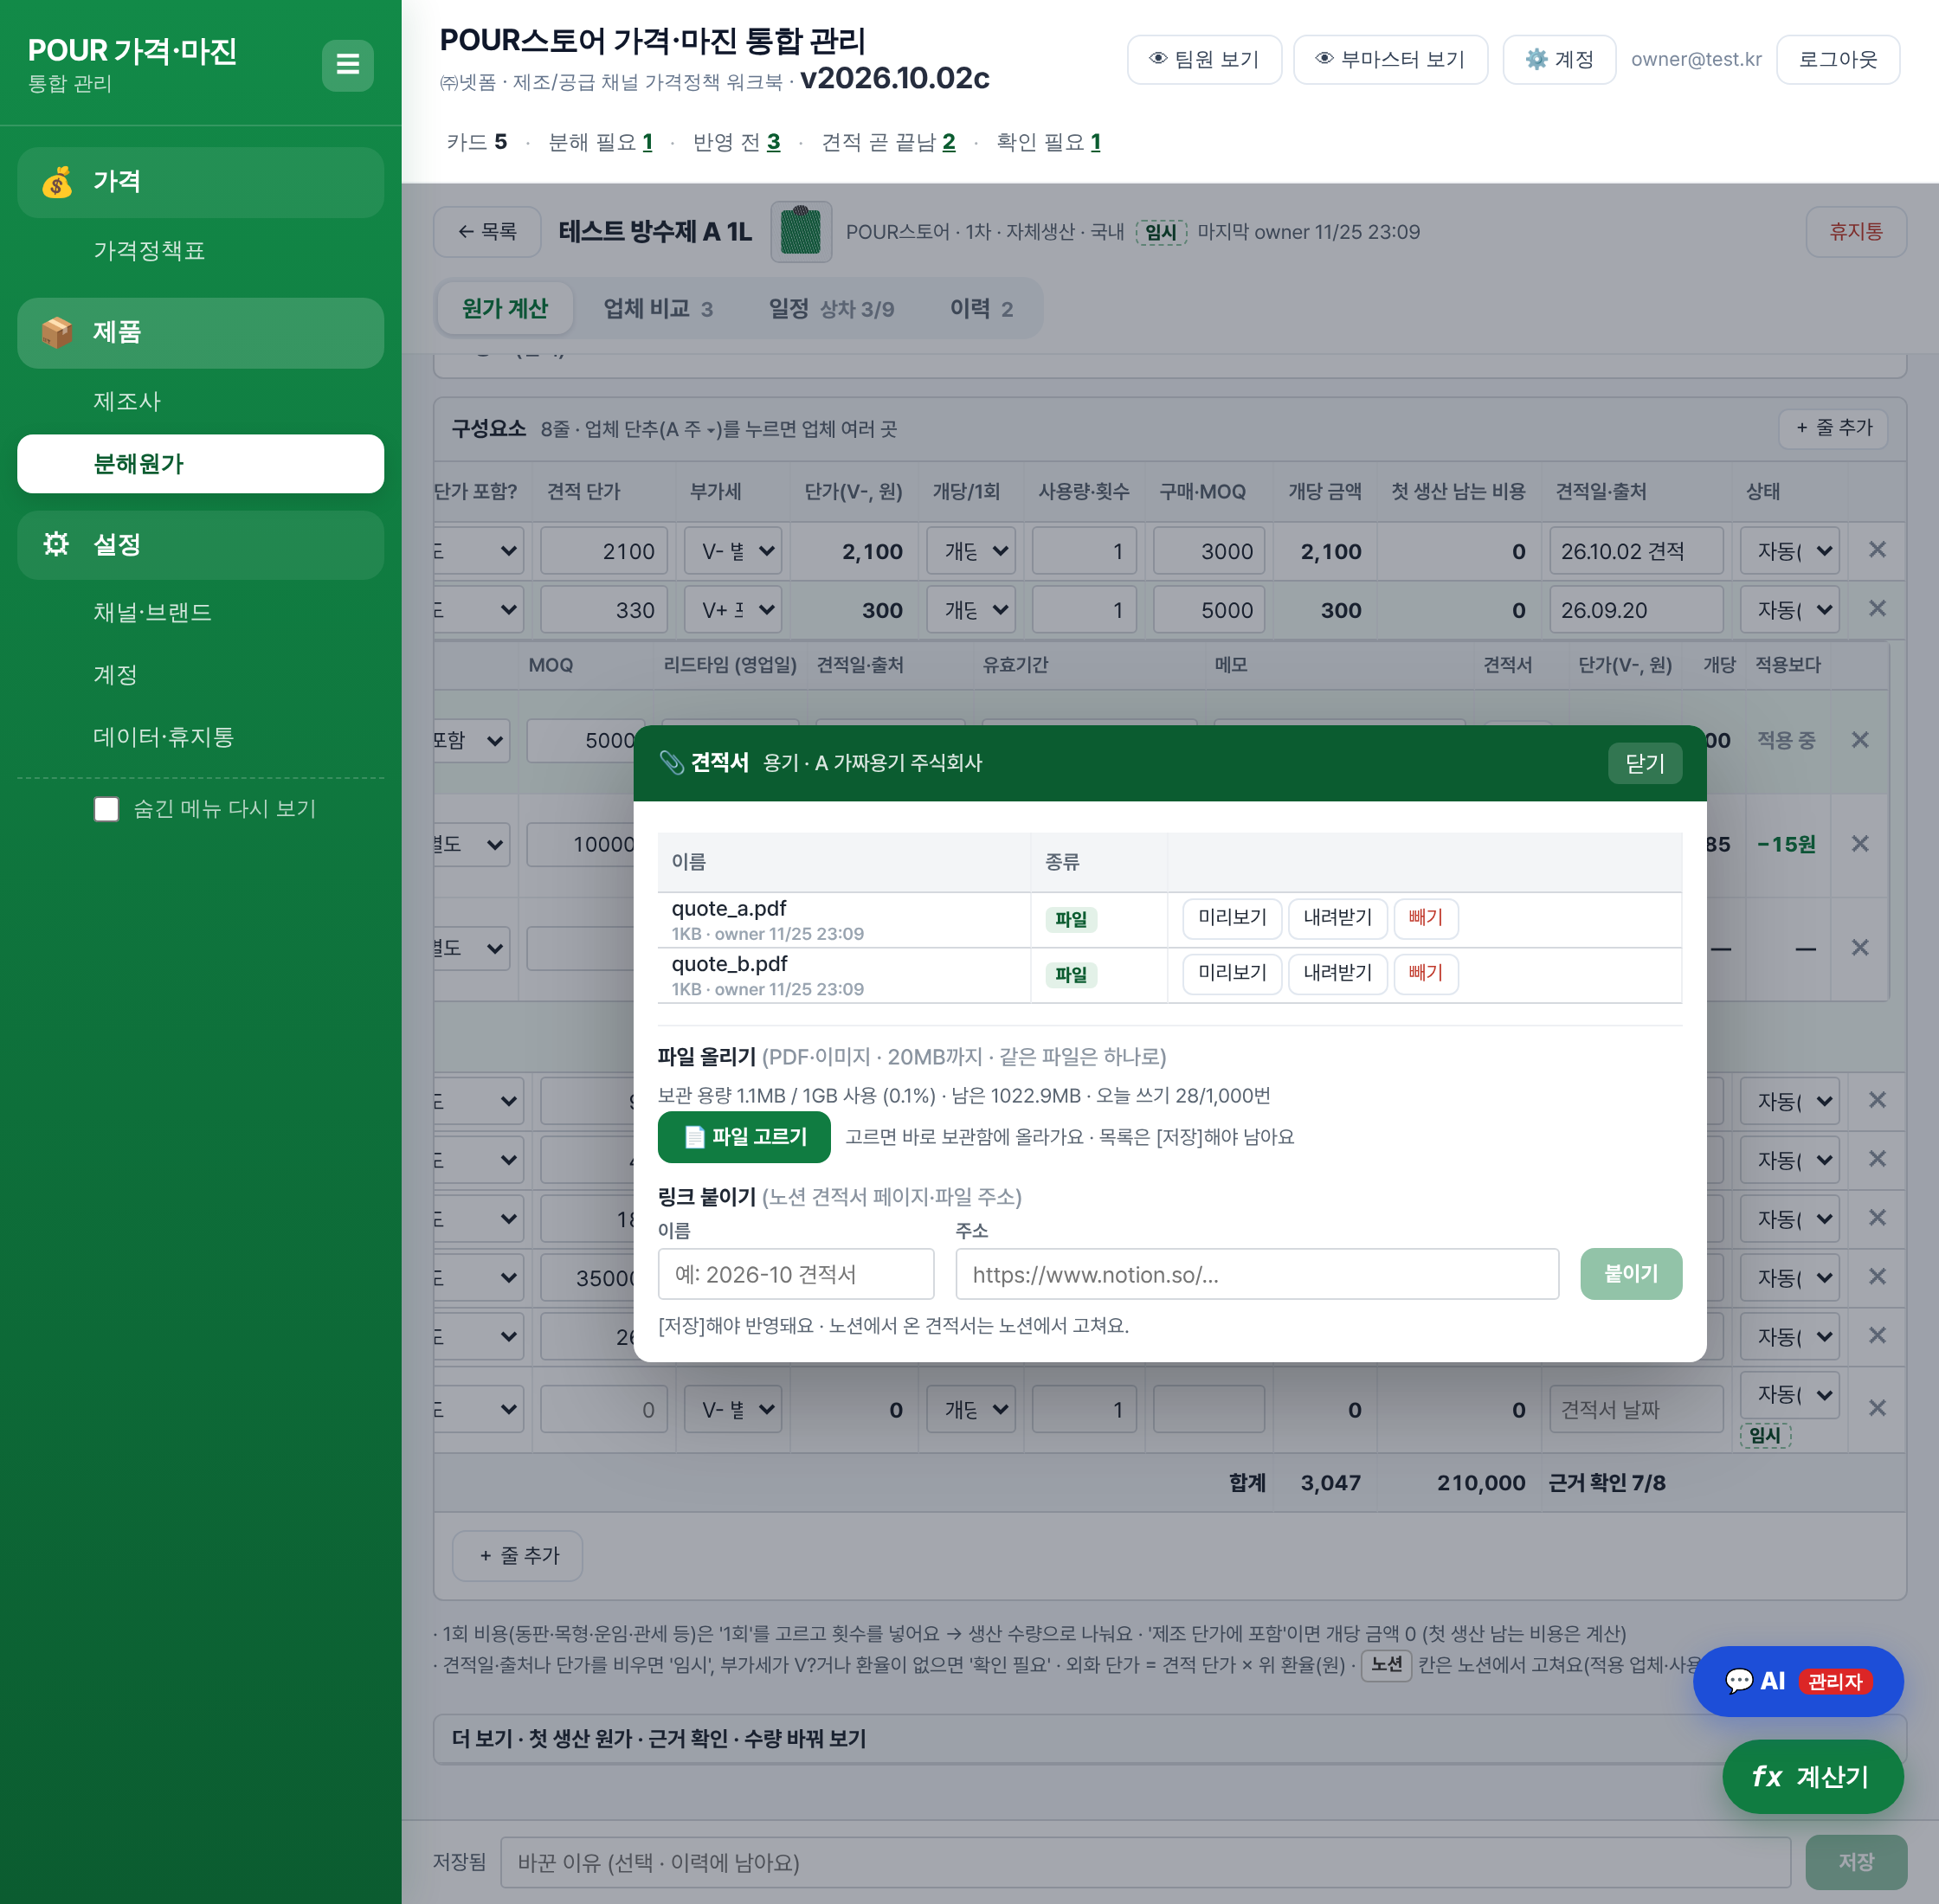 POUR 가격·마진
통합 관리
💰 가격
가격정책표
📦 제품
제조사
분해원가
⚙ 설정
채널·브랜드
계정
데이터·휴지통
숨긴 메뉴 다시 보기
POUR스토어 가격·마진 통합 관리
㈜넷폼 · 제조/공급 채널 가격정책 워크북 · v2026.10.02c
👁 팀원 보기 👁 부마스터 보기 ⚙️ 계정 owner@test.kr 로그아웃
카드 5 · 분해 필요 1 · 반영 전 3 · 견적 곧 끝남 2 · 확인 필요 1
← 목록 테스트 방수제 A 1L POUR스토어 · 1차 · 자체생산 · 국내 임시 마지막 owner 11/25 23:09 휴지통
원가 계산 업체 비교 3 일정 상차 3/9 이력 2
구성요소 8줄 · 업체 단추(A 주 ▾)를 누르면 업체 여러 곳 + 줄 추가
단가 포함? 견적 단가 부가세 단가(V-, 원) 개당/1회 사용량·횟수 구매·MOQ 개당 금액 첫 생산 남는 비용 견적일·출처 상태
2100 V- 2,100 1 3000 2,100 0 26.10.02 견적 자동( ✕
330 V+ 300 1 5000 300 0 26.09.20 자동( ✕
MOQ 리드타임 (영업일) 견적일·출처 유효기간 메모 견적서 단가(V-, 원) 개당 적용보다
포함 5000 00 적용 중 ✕
별도 10000 85 −15원 ✕
별도 — — ✕
📎 견적서 용기 · A 가짜용기 주식회사 닫기
이름 종류
quote_a.pdf 파일 미리보기 내려받기 빼기
1KB · owner 11/25 23:09
quote_b.pdf 파일 미리보기 내려받기 빼기
1KB · owner 11/25 23:09
파일 올리기 (PDF·이미지 · 20MB까지 · 같은 파일은 하나로)
보관 용량 1.1MB / 1GB 사용 (0.1%) · 남은 1022.9MB · 오늘 쓰기 28/1,000번
📄 파일 고르기 고르면 바로 보관함에 올라가요 · 목록은 [저장]해야 남아요
링크 붙이기 (노션 견적서 페이지·파일 주소)
이름 주소
예: 2026-10 견적서 https://www.notion.so/... 붙이기
[저장]해야 반영돼요 · 노션에서 온 견적서는 노션에서 고쳐요.
자동( ✕
자동( ✕
자동( ✕
3500 자동( ✕
자동( ✕
0 V- 0 1 0 0 견적서 날짜 자동( ✕
임시
합계 3,047 210,000 근거 확인 7/8
+ 줄 추가
· 1회 비용(동판·목형·운임·관세 등)은 '1회'를 고르고 횟수를 넣어요 → 생산 수량으로 나눠요 · '제조 단가에 포함'이면 개당 금액 0 (첫 생산 남는 비용은 계산)
· 견적일·출처나 단가를 비우면 '임시', 부가세가 V?거나 환율이 없으면 '확인 필요' · 외화 단가 = 견적 단가 × 위 환율(원) · 노션 칸은 노션에서 고쳐요(적용 업체·사용
더 보기 · 첫 생산 원가 · 근거 확인 · 수량 바꿔 보기
💬 AI 관리자
fx 계산기
저장됨 바꾼 이유 (선택 · 이력에 남아요) 저장